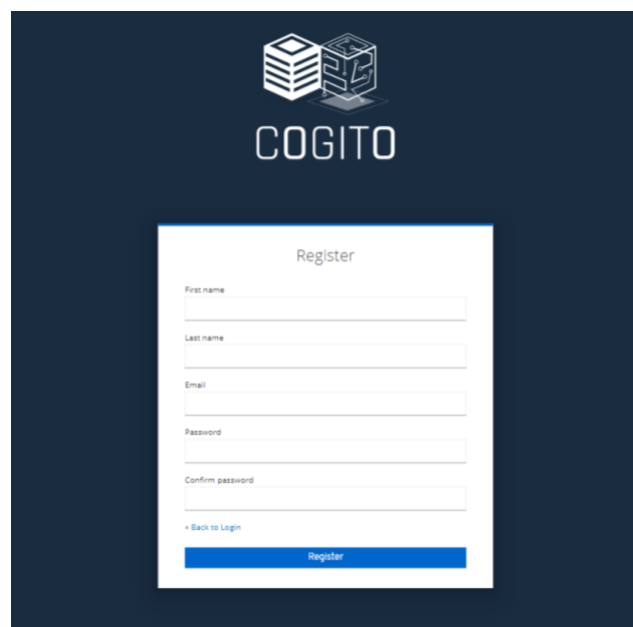 COGITO
Register
First name
Last name
Email
Password
Confirm password
« Back to Login
Register